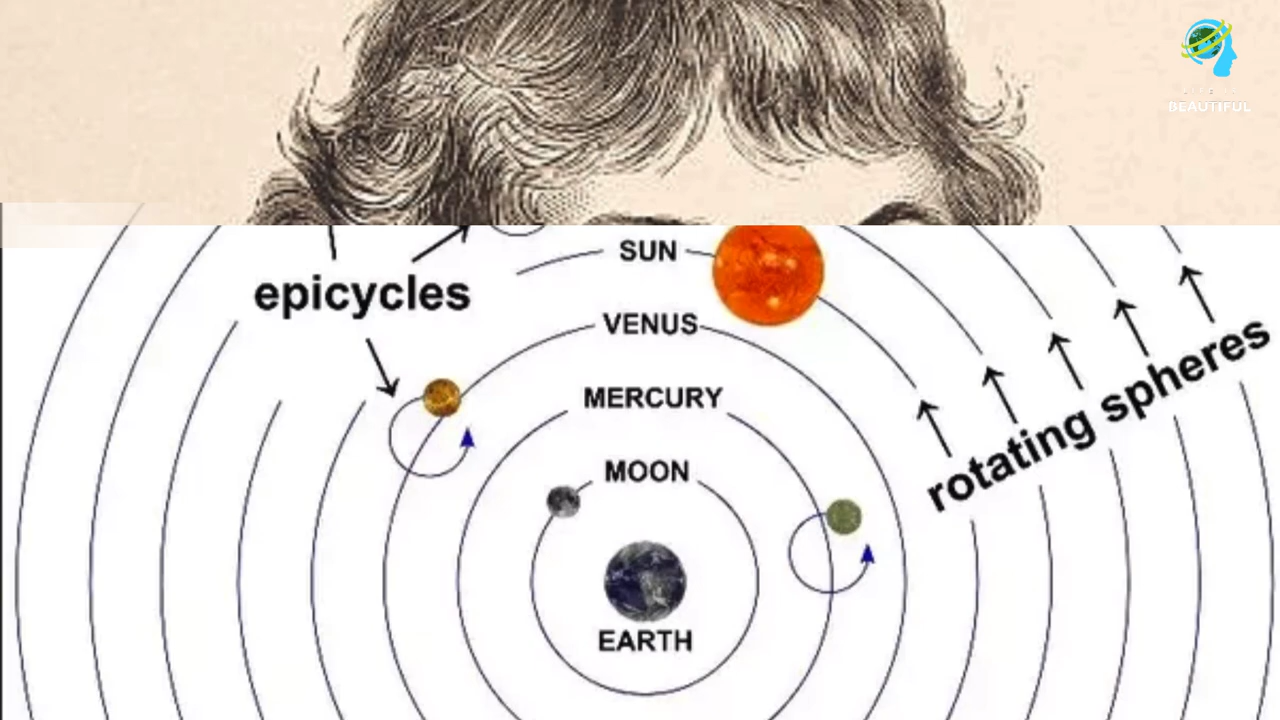 BEAUTIFUL
SUN
epicycles
VENUS
rotating spheres
MERCURY
MOON
EARTH